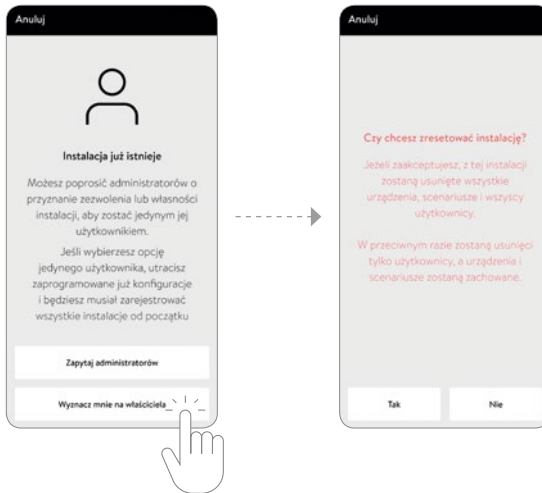 Anuluj
Instalacja już istnieje
Możesz poprosić administratorów o
przyznanie zezwolenia lub własności
instalacji, aby zostać jedynym jej
użytkownikiem.
Jeśli wybierzesz opcję
jedynego użytkownika, utracisz
zaprogramowane już konfiguracje
i będziesz musiał zarejestrować
wszystkie instalacje od początku
Zapytaj administratorów
Wyznacz mnie na właściciela
Anuluj
Czy chcesz zresetować instalację?
Jeżeli zaakceptujesz, z tej instalacji
zostaną usunięte wszystkie
urządzenia, scenariusze i wszyscy
użytkownicy.
W przeciwnym razie zostaną usunięci
tylko użytkownicy, a urządzenia i
scenariusze zostaną zachowane.
Tak
Nie